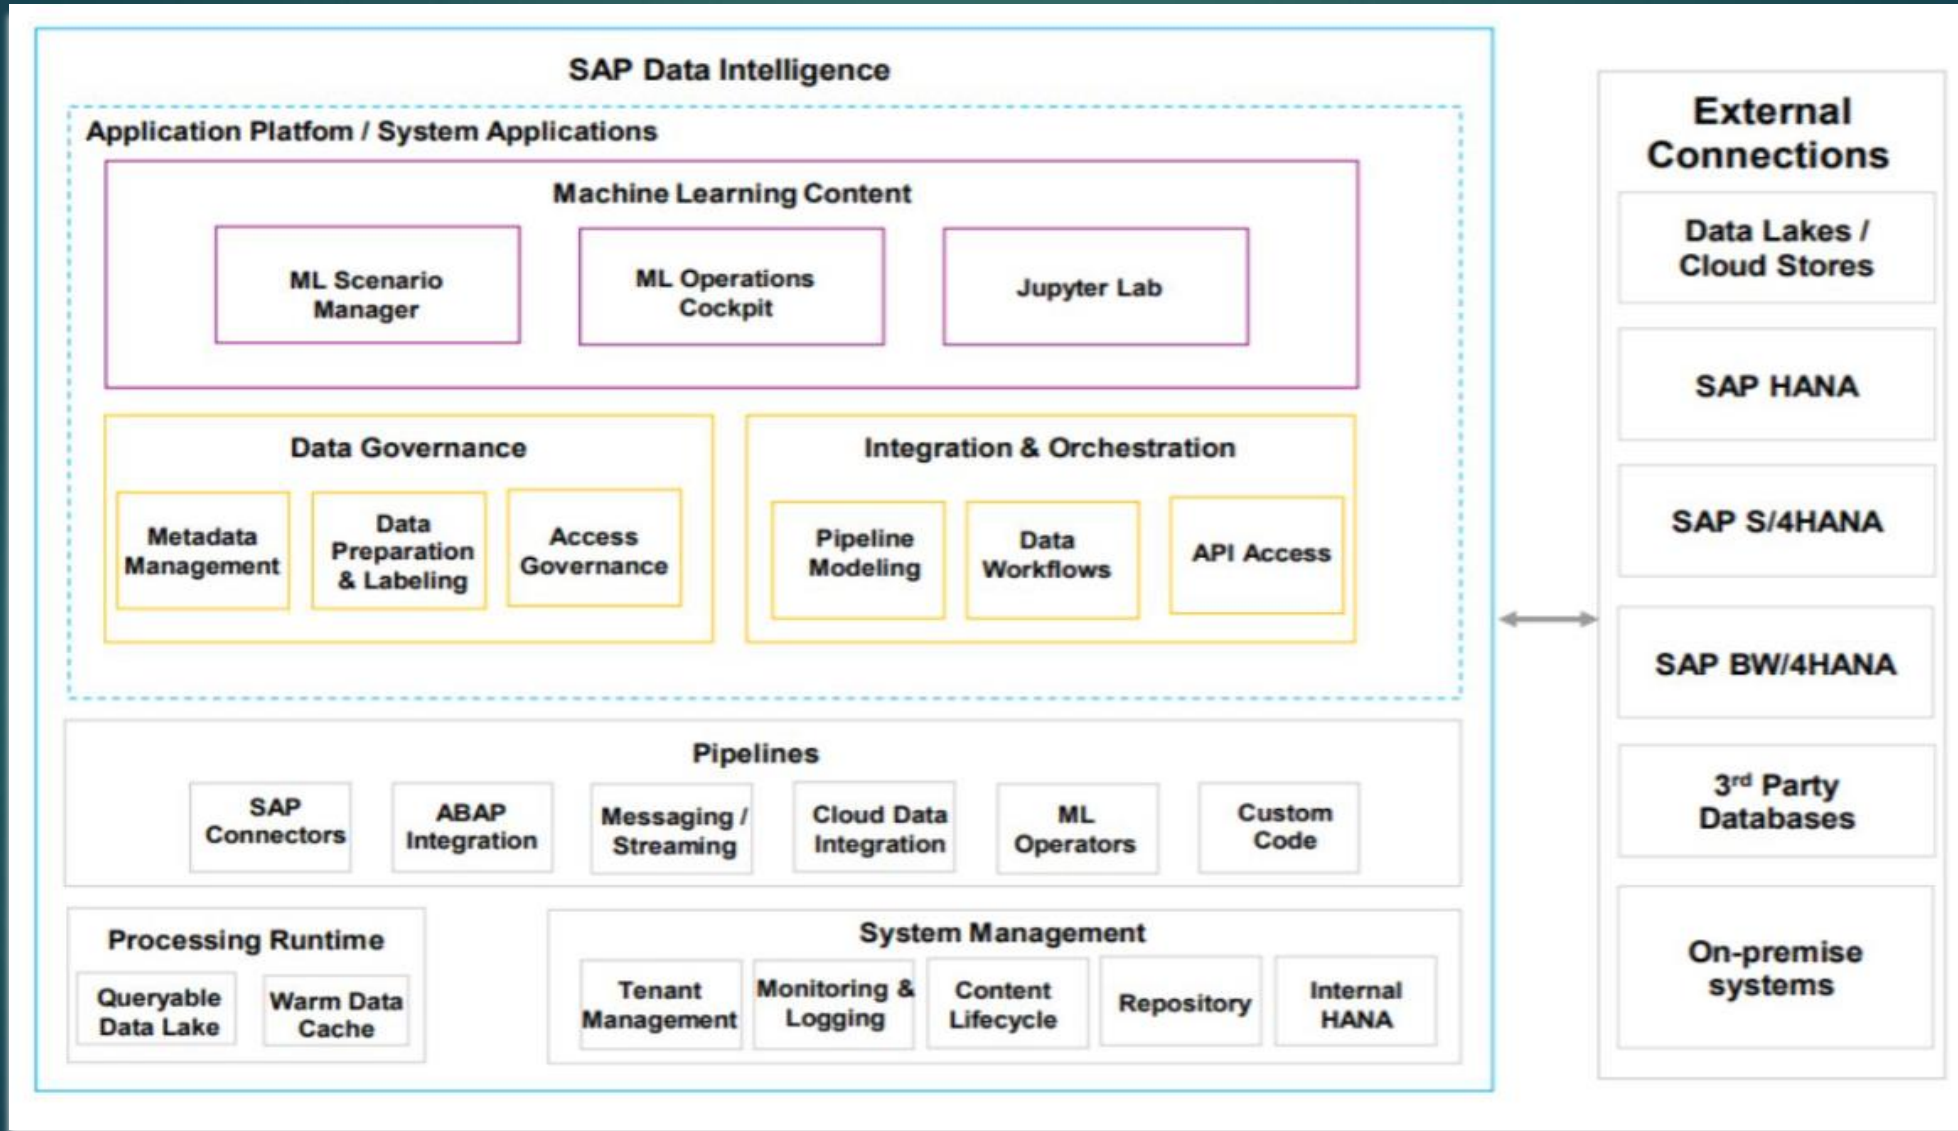 SAP Data Intelligence
Application Platfom / System Applications
Machine Learning Content
ML Scenario
Manager
ML Operations
Cockpit
Jupyter Lab
Data Governance
Metadata
Management
Data
Preparation
& Labeling
Access
Governance
Integration & Orchestration
Pipeline
Modeling
Data
Workflows
API Access
Pipelines
SAP
Connectors
ABAP
Integration
Messaging /
Streaming
Cloud Data
Integration
ML
Operators
Custom
Code
Processing Runtime
Queryable
Data Lake
Warm Data
Cache
System Management
Tenant
Management
Monitoring &
Logging
Content
Lifecycle
Repository
Internal
HANA
External
Connections
Data Lakes /
Cloud Stores
SAP HANA
SAP S/4HANA
SAP BW/4HANA
3rd Party
Databases
On-premise
systems